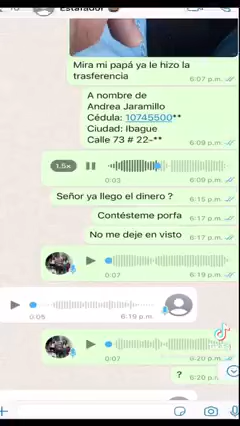 Estafador
Mira mi papá ya le hizo la
trasferencia
6:07 p.m.
A nombre de
Andrea Jaramillo
Cédula: 10745500**
Ciudad: Ibague
Calle 73 # 22-**
6:09 p.m.
1.5×
0:03
6:09 p.m.
Señor ya llego el dinero ?
6:15 p.m.
Contésteme porfa
6:17 p.m.
No me deje en visto
6:17 p.m.
0:07
6:19 p.m.
0:05
6:19 p.m.
0:07
6:20 p.m.
?
6:20 p.m.